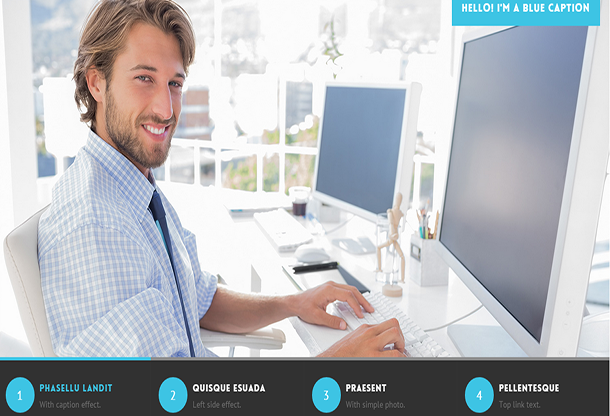 HELLO! I'M A BLUE CAPTION
1 PHASELLU LANDIT
With caption effect.
2 QUISQUE ESUADA
Left side effect.
3 PRAESENT
With simple photo.
4 PELLENTESQUE
Top link text.